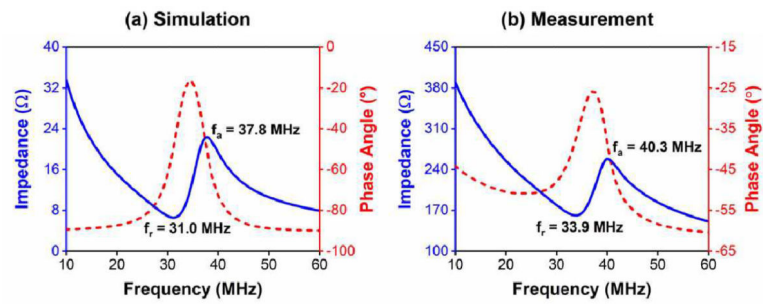 (a) Simulation
(b) Measurement
40
32
24
16
8
0
Impedance (Ω)
0
-20
-40
-60
-80
-100
Phase Angle (°)
fa = 37.8 MHz
fr = 31.0 MHz
10 20 30 40 50 60
Frequency (MHz)
450
380
310
240
170
100
Impedance (Ω)
-15
-25
-35
-45
-55
-65
Phase Angle (°)
fa = 40.3 MHz
fr = 33.9 MHz
10 20 30 40 50 60
Frequency (MHz)